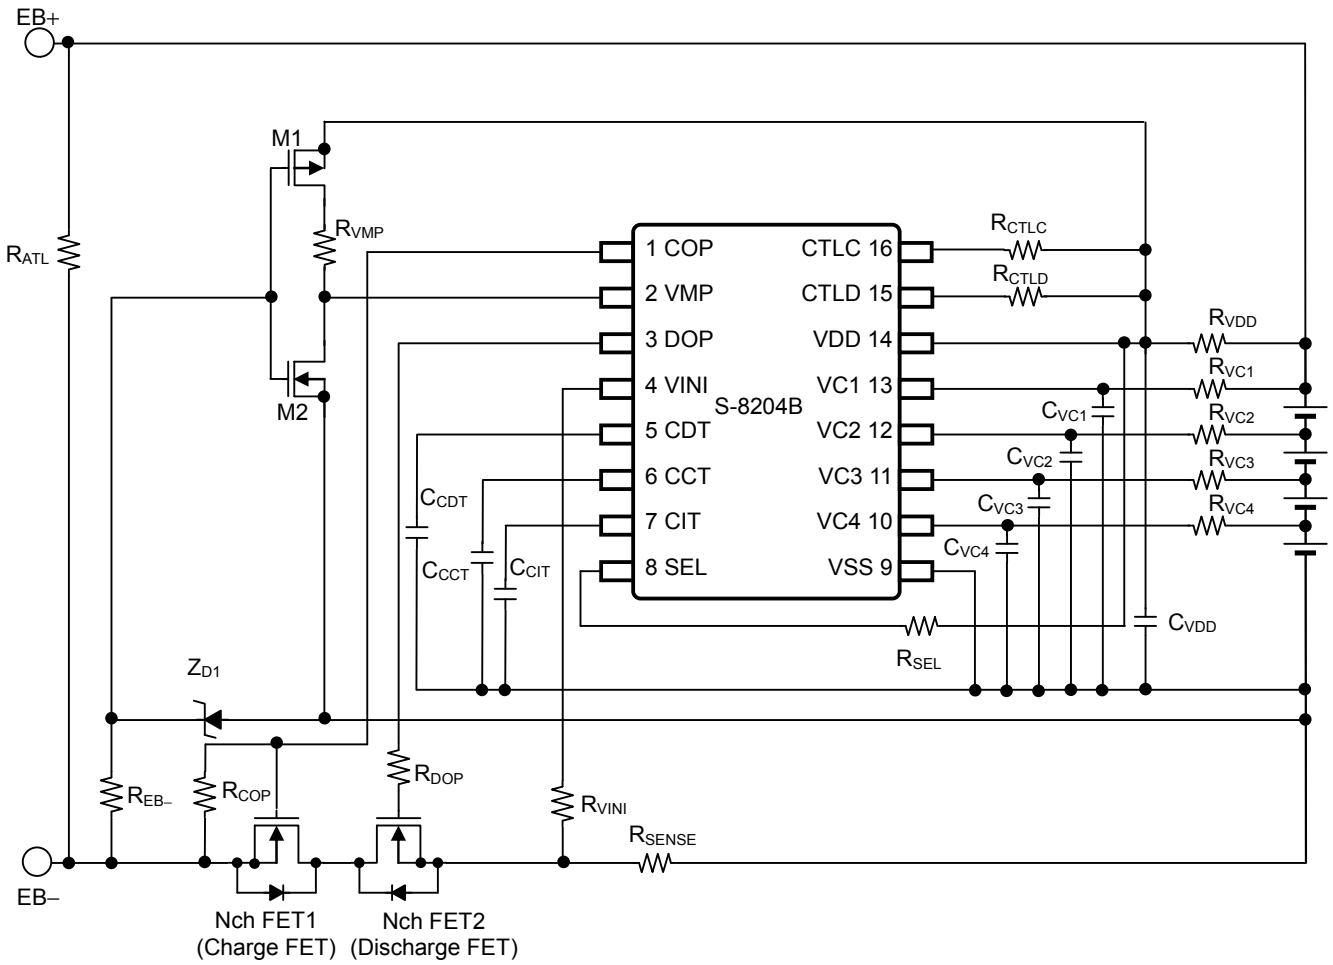 EB+
M1
RVMP
RATL
M2
1 COP
2 VMP
3 DOP
4 VINI
5 CDT
6 CCT
7 CIT
8 SEL
S-8204B
CTLC 16
CTLD 15
VDD 14
VC1 13
VC2 12
VC3 11
VC4 10
VSS 9
RCTLC
RCTLD
RVDD
RVC1
RVC2
RVC3
RVC4
CVC1
CVC2
CVC3
CVC4
CCDT
CCCT
CCIT
CVDD
RSEL
ZD1
REB−
RCOP
RDOP
RVINI
RSENSE
EB−
Nch FET1
(Charge FET)
Nch FET2
(Discharge FET)